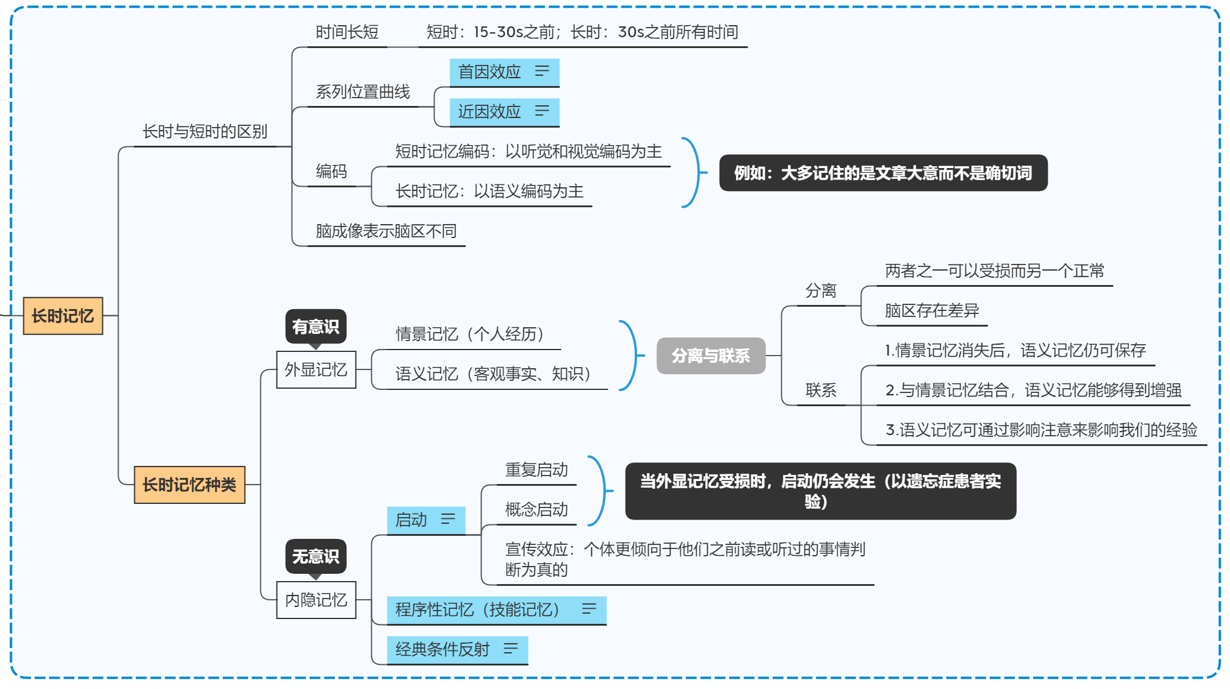 长时记忆
长时与短时的区别
时间长短
短时：15-30s之前；长时：30s之前所有时间
系列位置曲线
首因效应
近因效应
编码
短时记忆编码：以听觉和视觉编码为主
长时记忆：以语义编码为主
例如：大多记住的是文章大意而不是确切词
脑成像表示脑区不同
长时记忆种类
有意识
外显记忆
情景记忆（个人经历）
语义记忆（客观事实、知识）
分离与联系
分离
两者之一可以受损而另一个正常
脑区存在差异
联系
1.情景记忆消失后，语义记忆仍可保存
2.与情景记忆结合，语义记忆能够得到增强
3.语义记忆可通过影响注意来影响我们的经验
无意识
内隐记忆
启动
重复启动
概念启动
当外显记忆受损时，启动仍会发生（以遗忘症患者实
验）
宣传效应：个体更倾向于他们之前读或听过的事情判
断为真的
程序性记忆（技能记忆）
经典条件反射